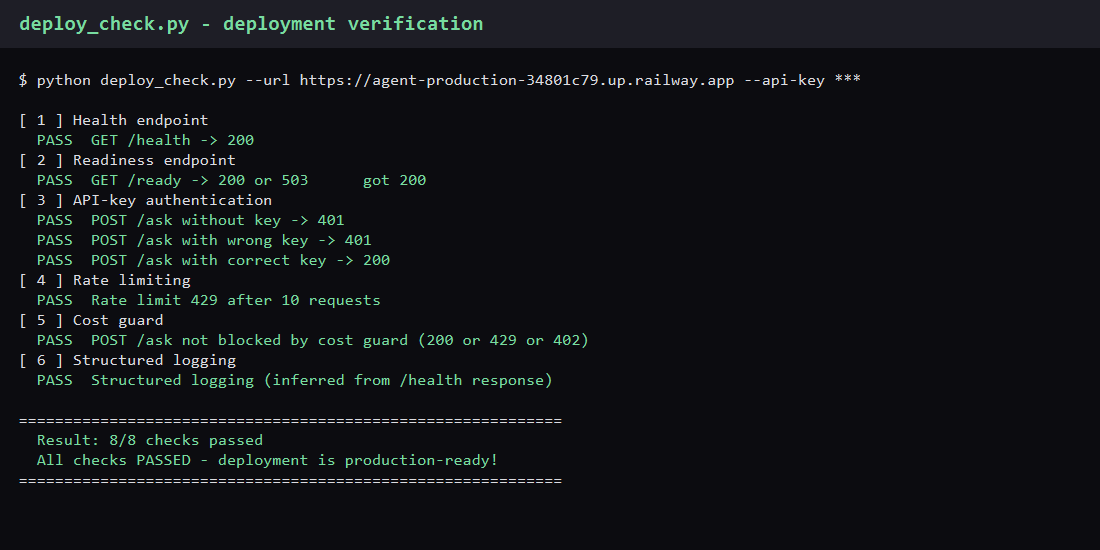 deploy_check.py - deployment verification
$ python deploy_check.py --url https://agent-production-34801c79.up.railway.app --api-key ***
[ 1 ] Health endpoint
PASS  GET /health -> 200
[ 2 ] Readiness endpoint
PASS  GET /ready -> 200 or 503      got 200
[ 3 ] API-key authentication
PASS  POST /ask without key -> 401
PASS  POST /ask with wrong key -> 401
PASS  POST /ask with correct key -> 200
[ 4 ] Rate limiting
PASS  Rate limit 429 after 10 requests
[ 5 ] Cost guard
PASS  POST /ask not blocked by cost guard (200 or 429 or 402)
[ 6 ] Structured logging
PASS  Structured logging (inferred from /health response)
============================================================
Result: 8/8 checks passed
All checks PASSED - deployment is production-ready!
============================================================